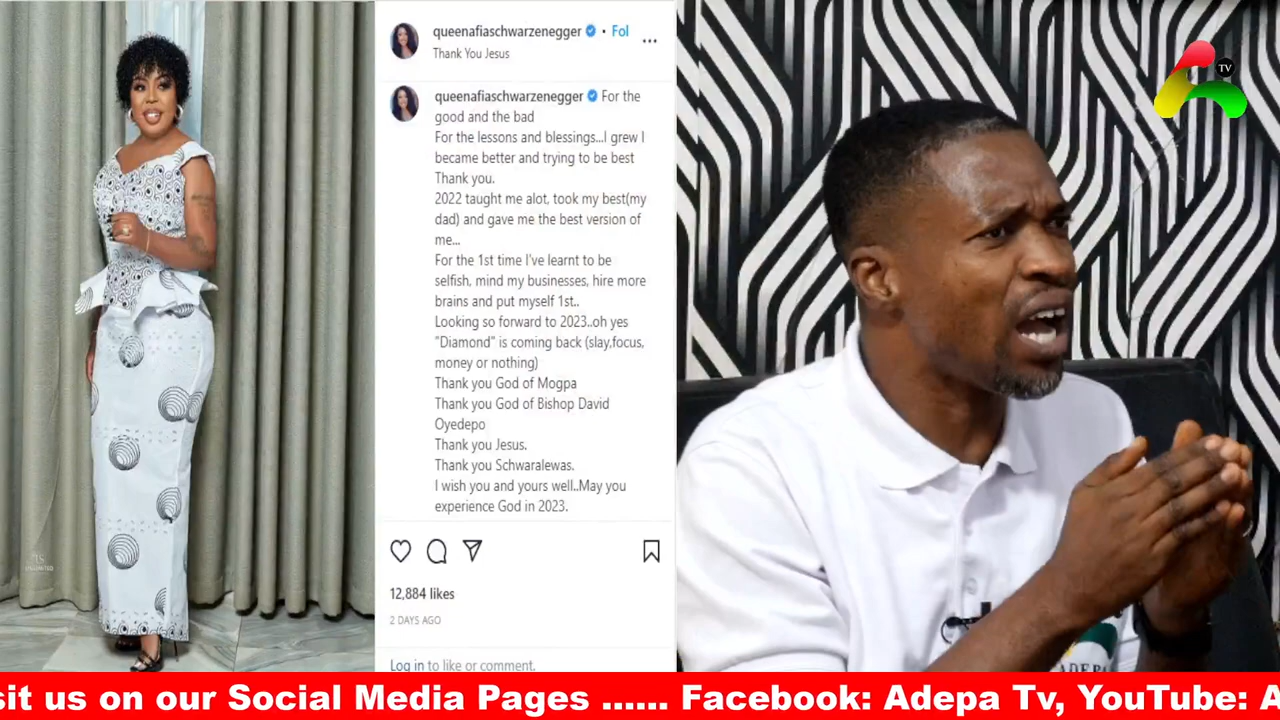 queenafiaschwarzenegger • Fol
Thank You Jesus
queenafiaschwarzenegger For the
good and the bad
For the lessons and blessings...I grew I
became better and trying to be best
Thank you.
2022 taught me alot, took my best(my
dad) and gave me the best version of
me...
For the 1st time I've learnt to be
selfish, mind my businesses, hire more
brains and put myself 1st..
Looking so forward to 2023..oh yes
"Diamond" is coming back (slay,focus,
money or nothing)
Thank you God of Mogpa
Thank you God of Bishop David
Oyedepo
Thank you Jesus.
Thank you Schwaralewas.
I wish you and yours well..May you
experience God in 2023.
12,884 likes
2 DAYS AGO
Log in to like or comment.
TV
ADEPA
sit us on our Social Media Pages ...... Facebook: Adepa Tv, YouTube: A